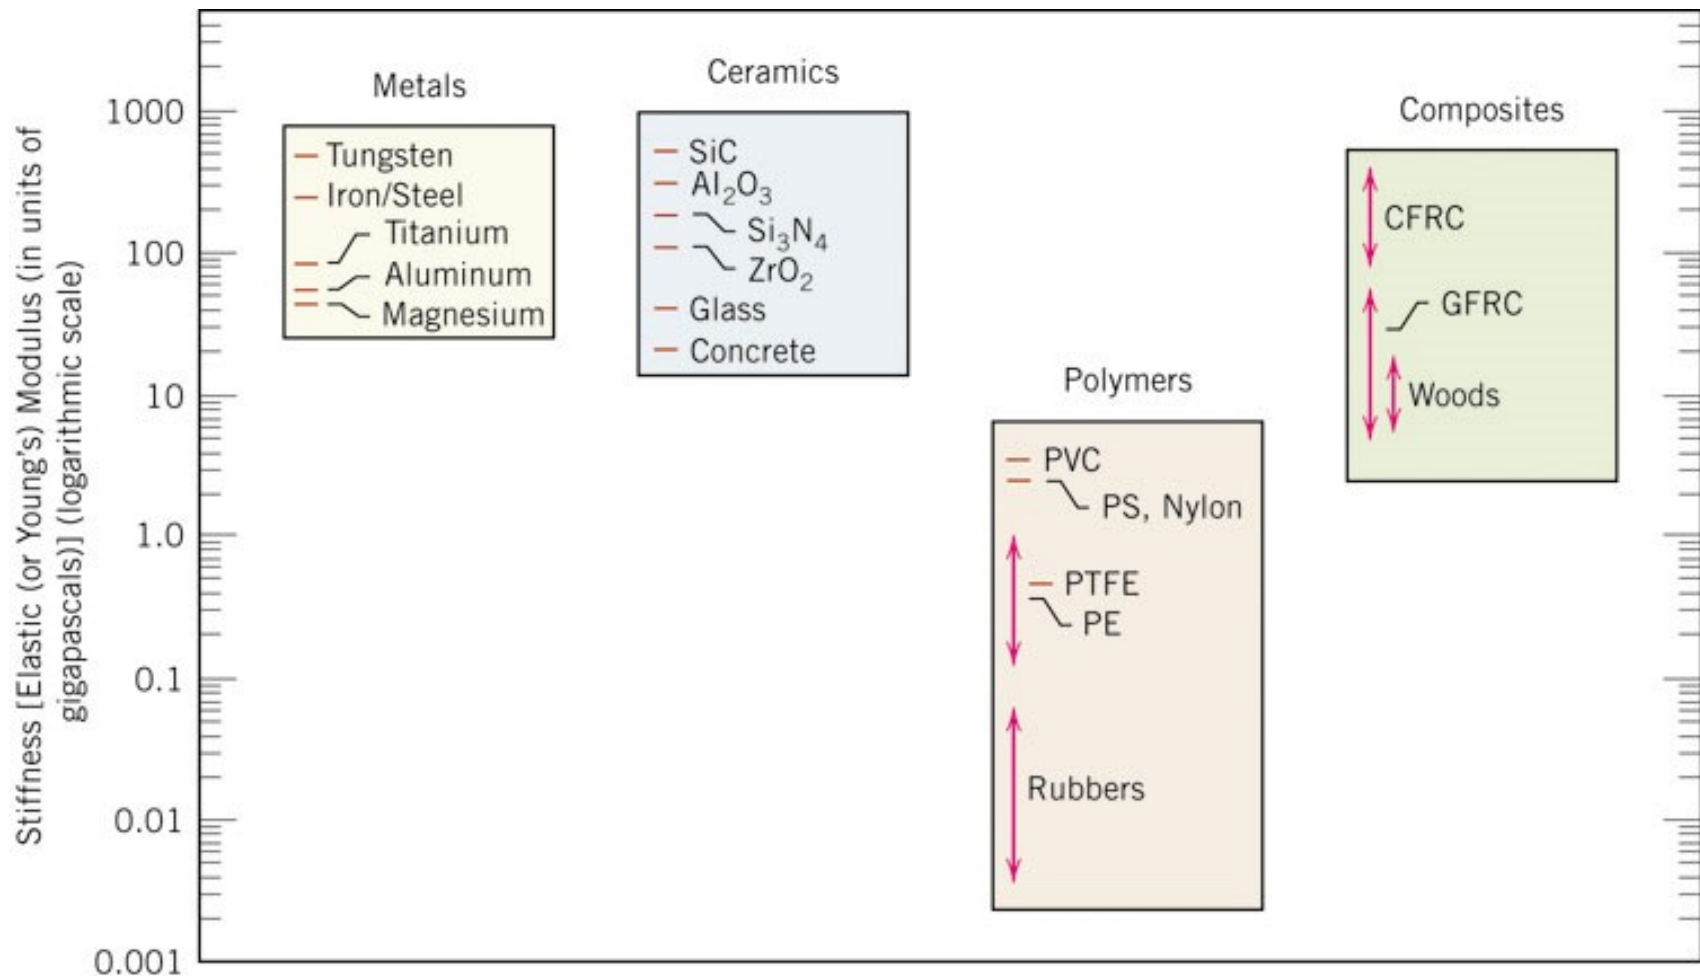 Stiffness [Elastic (or Young's) Modulus (in units of
gigapascals)] (logarithmic scale)
1000
100
10
1.0
0.1
0.01
0.001
Metals
Tungsten
Iron/Steel
Titanium
Aluminum
Magnesium
Ceramics
SiC
Al₂O₃
Si₃N₄
ZrO₂
Glass
Concrete
Polymers
PVC
PS, Nylon
PTFE
PE
Rubbers
Composites
CFRC
GFRC
Woods